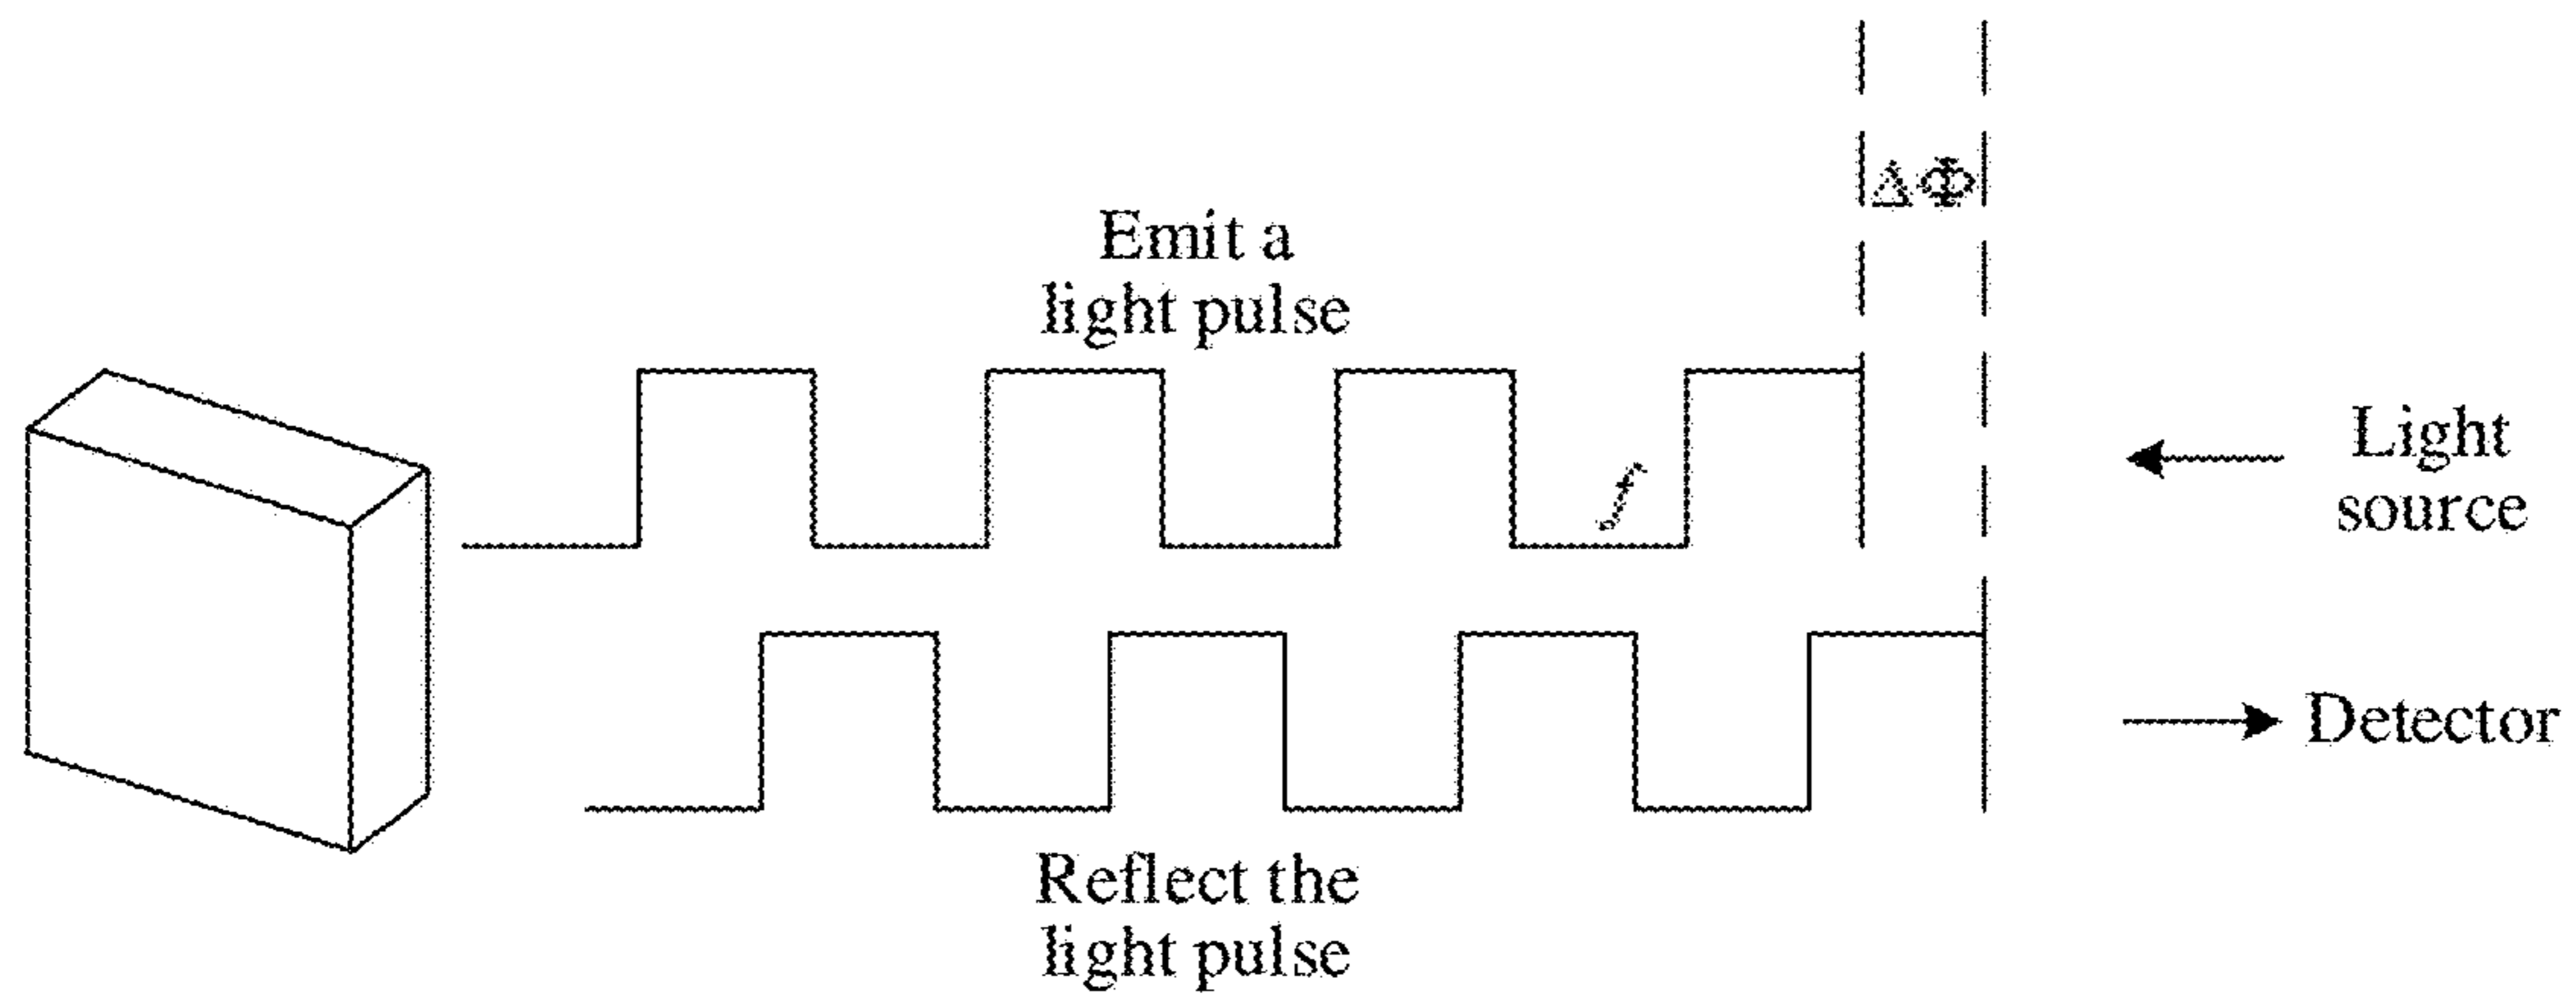 ΔΦ
Emit a
light pulse
f
Light
source
Detector
Reflect the
light pulse